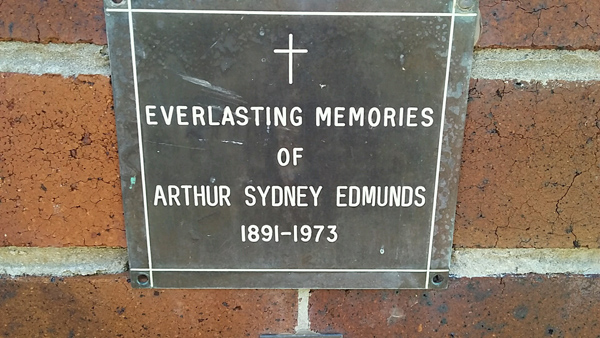 EVERLASTING MEMORIES
OF
ARTHUR SYDNEY EDMUNDS
1891-1973